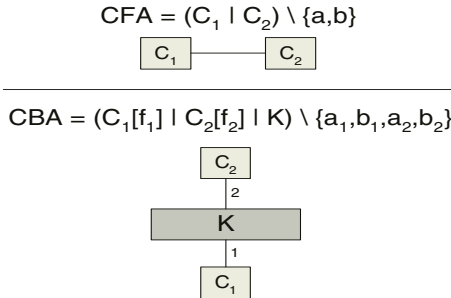 CFA = (C₁ | C₂) \ {a,b}
C₁ C₂
CBA = (C₁[f₁] | C₂[f₂] | K) \ {a₁,b₁,a₂,b₂}
C₂
2
K
1
C₁